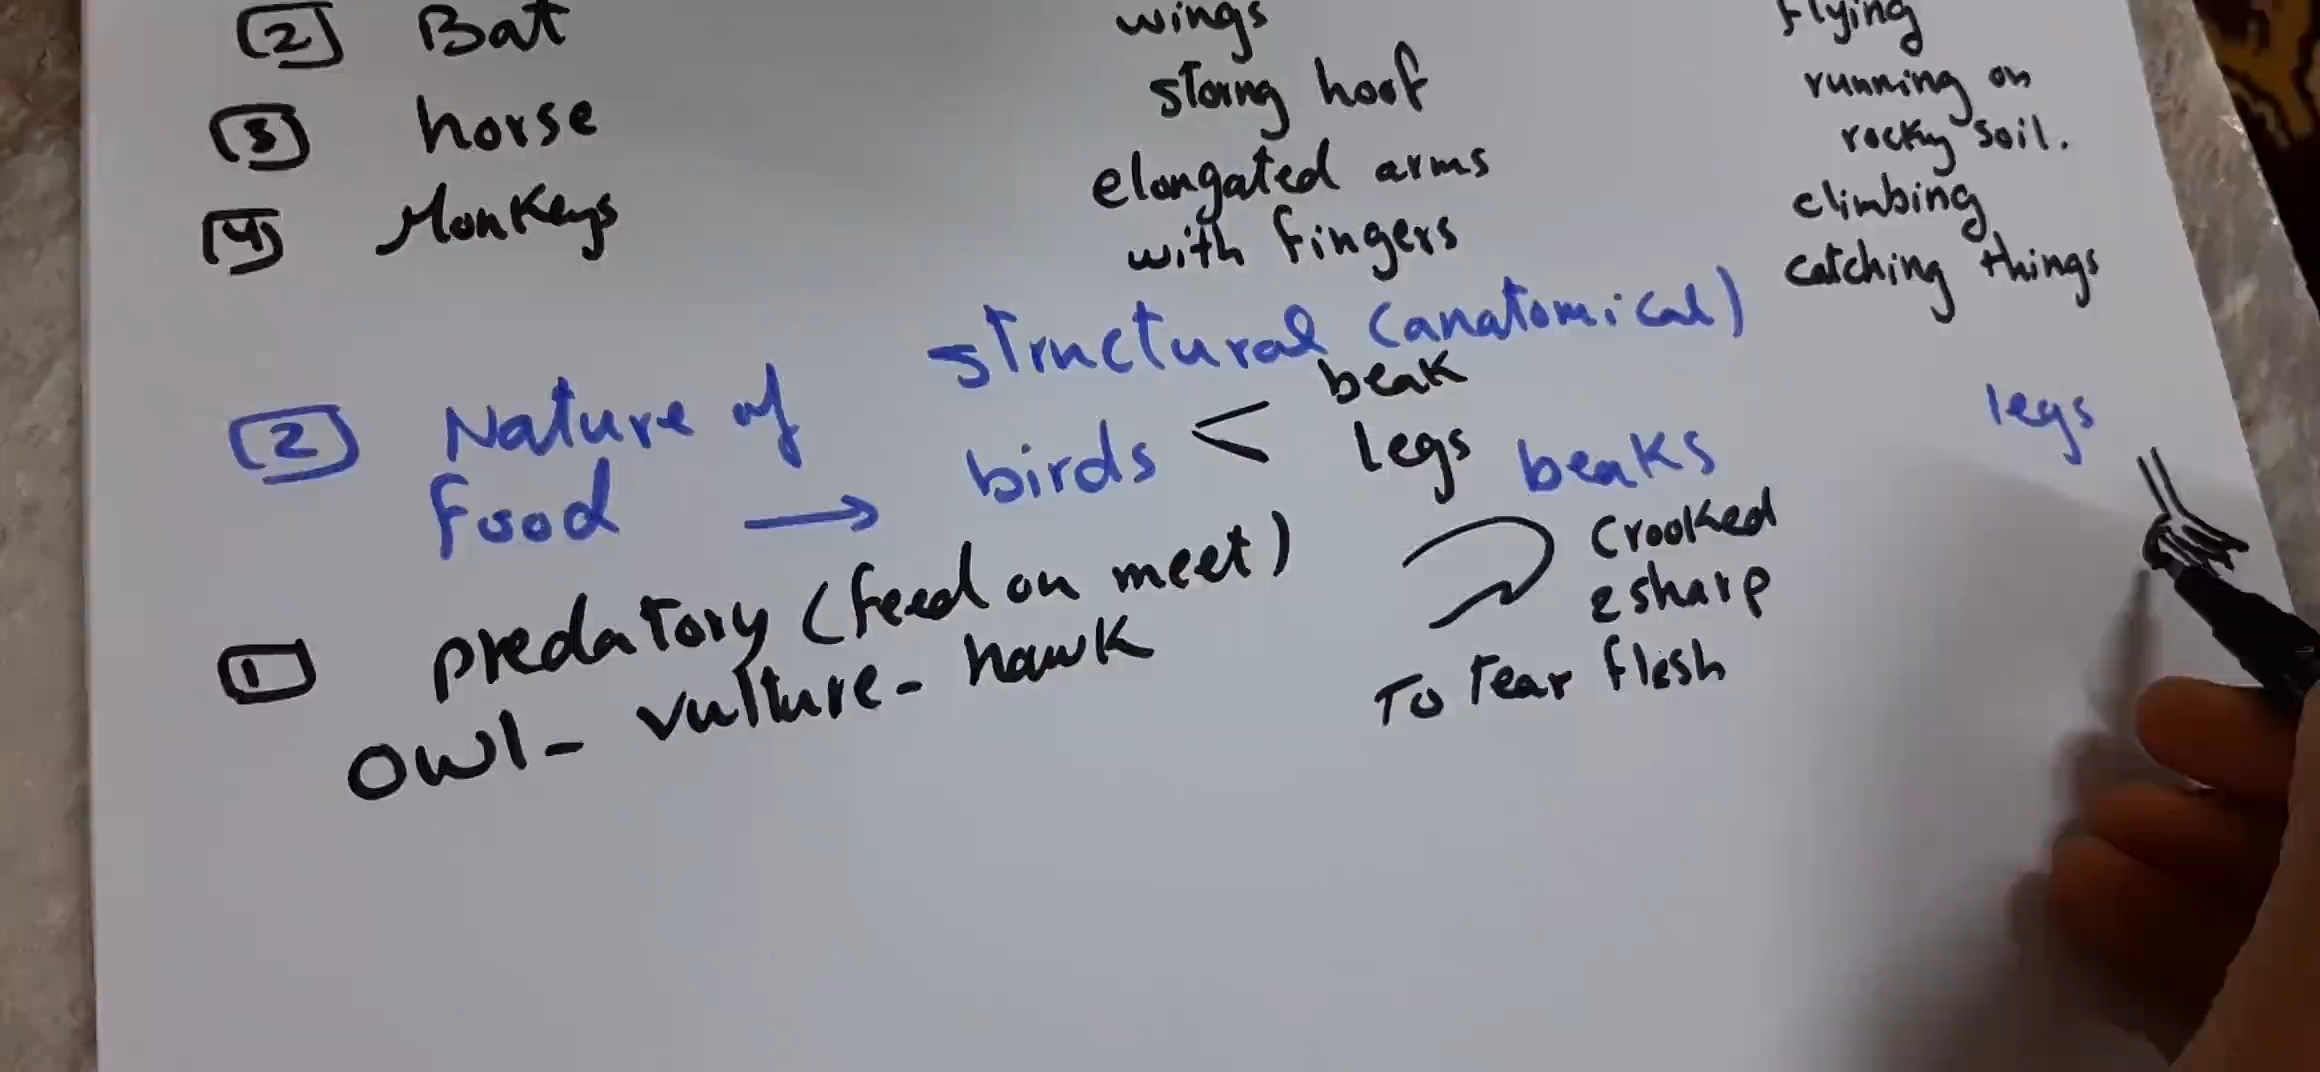 [2] Bat wings flying
[3] horse storng hoof running on
rocky soil.
[4] Monkeys elongated arms climbing
with fingers catching things
structural (anatomical)
[2] Nature of
Food → birds < beak
legs
beaks legs
[1] predatory (feed on meet)
owl - vulture - hawk
Crooked
& sharp
To Tear flesh